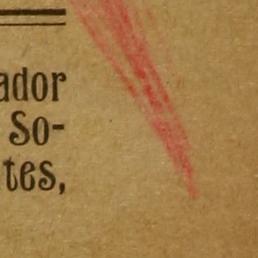 ador
So-
tes,